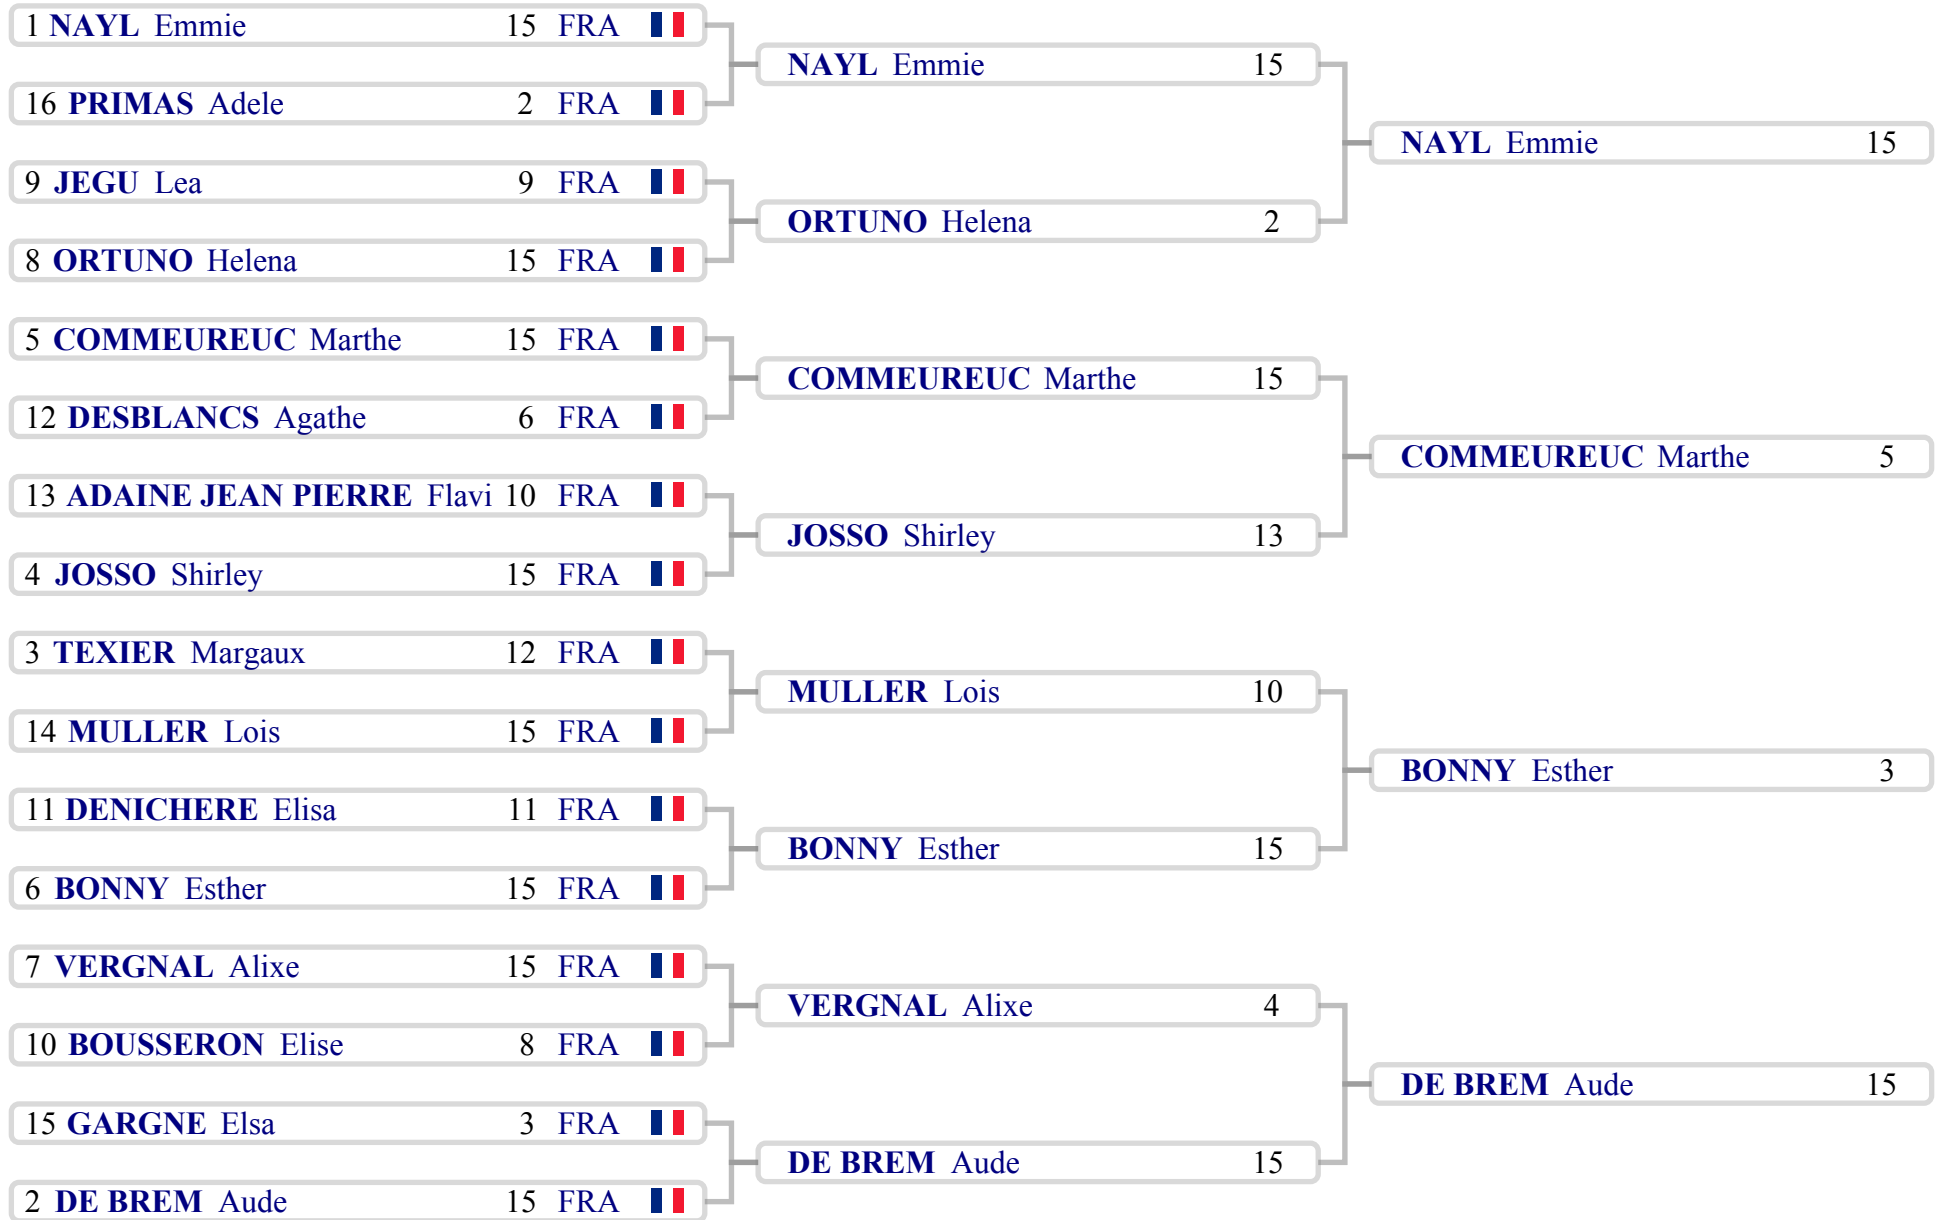 1 NAYL Emmie 15 FRA
16 PRIMAS Adele 2 FRA
9 JEGU Lea 9 FRA
8 ORTUNO Helena 15 FRA
5 COMMEUREUC Marthe 15 FRA
12 DESBLANCS Agathe 6 FRA
13 ADAINE JEAN PIERRE Flavi 10 FRA
4 JOSSO Shirley 15 FRA
3 TEXIER Margaux 12 FRA
14 MULLER Lois 15 FRA
11 DENICHERE Elisa 11 FRA
6 BONNY Esther 15 FRA
7 VERGNAL Alixe 15 FRA
10 BOUSSERON Elise 8 FRA
15 GARGNE Elsa 3 FRA
2 DE BREM Aude 15 FRA
NAYL Emmie 15
ORTUNO Helena 2
COMMEUREUC Marthe 15
JOSSO Shirley 13
MULLER Lois 10
BONNY Esther 15
VERGNAL Alixe 4
DE BREM Aude 15
NAYL Emmie 15
COMMEUREUC Marthe 5
BONNY Esther 3
DE BREM Aude 15